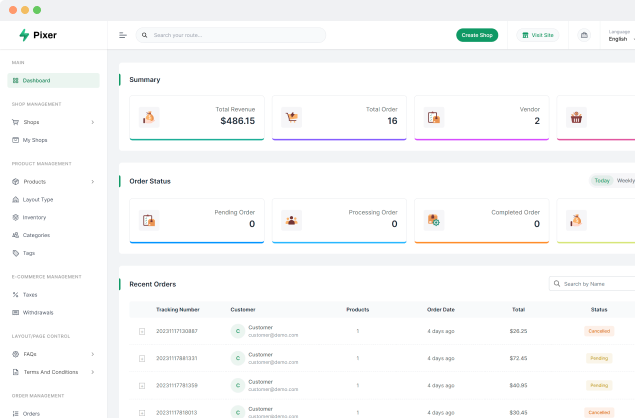 Pixer
Search your route...
Create Shop
Visit Site
Language
English
MAIN
Dashboard
SHOP MANAGEMENT
Shops
My Shops
PRODUCT MANAGEMENT
Products
Layout Type
Inventory
Categories
Tags
E-COMMERCE MANAGEMENT
Taxes
Withdrawals
LAYOUT/PAGE CONTROL
FAQs
Terms And Conditions
ORDER MANAGEMENT
Orders
Summary
Total Revenue
$486.15
Total Order
16
Vendor
2
Order Status
Today Weekly
Pending Order
0
Processing Order
0
Completed Order
0
Recent Orders
Search by Name
Tracking Number Customer Products Order Date Total Status
20231117130887 C Customer customer@demo.com 1 4 days ago $26.25 Cancelled
20231117881331 C Customer customer@demo.com 1 4 days ago $72.45 Pending
20231117781359 C Customer customer@demo.com 1 4 days ago $40.95 Pending
20231117818013 C Customer customer@demo.com 1 4 days ago $30.45 Cancelled